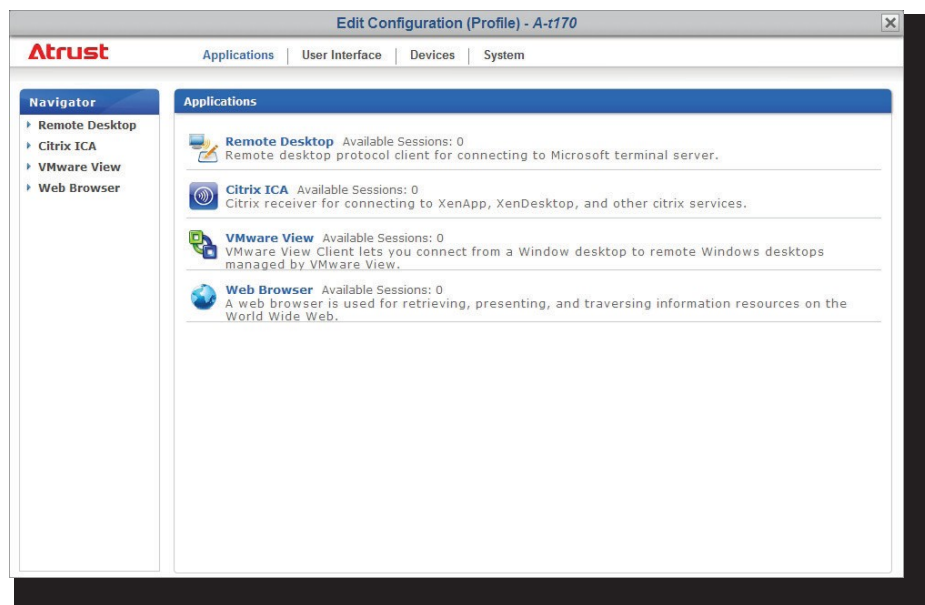 Edit Configuration (Profile) - A-t170
Atrust
Applications | User Interface | Devices | System
Navigator
Remote Desktop
Citrix ICA
VMware View
Web Browser
Applications
Remote Desktop Available Sessions: 0
Remote desktop protocol client for connecting to Microsoft terminal server.
Citrix ICA Available Sessions: 0
Citrix receiver for connecting to XenApp, XenDesktop, and other citrix services.
VMware View Available Sessions: 0
VMware View Client lets you connect from a Window desktop to remote Windows desktops
managed by VMware View.
Web Browser Available Sessions: 0
A web browser is used for retrieving, presenting, and traversing information resources on the
World Wide Web.